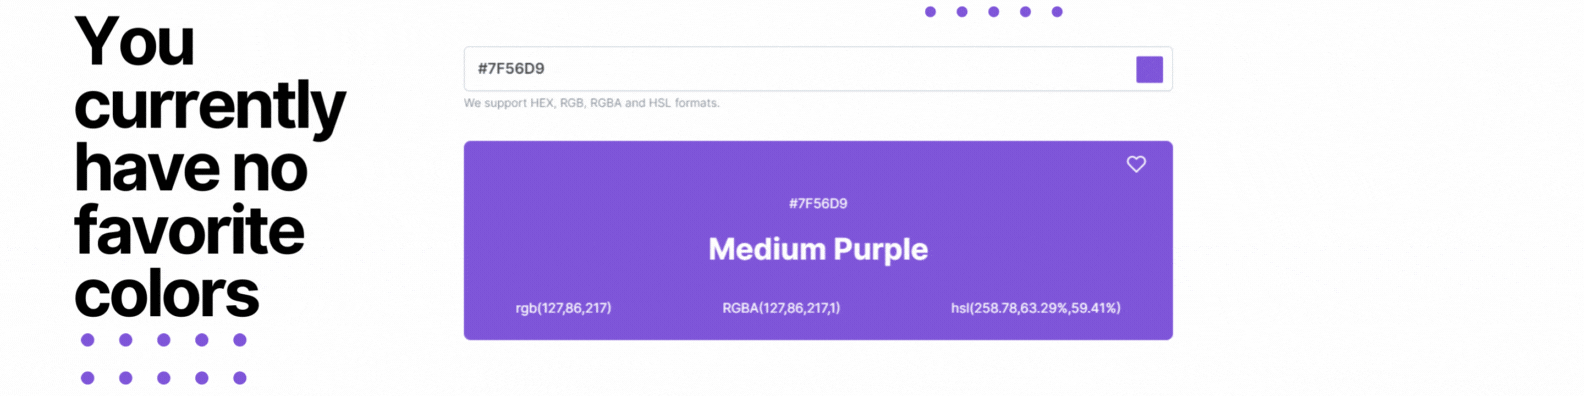 You
currently
have no
favorite
colors
#7F56D9
We support HEX, RGB, RGBA and HSL formats.
#7F56D9
Medium Purple
rgb(127,86,217)
RGBA(127,86,217,1)
hsl(258.78,63.29%,59.41%)